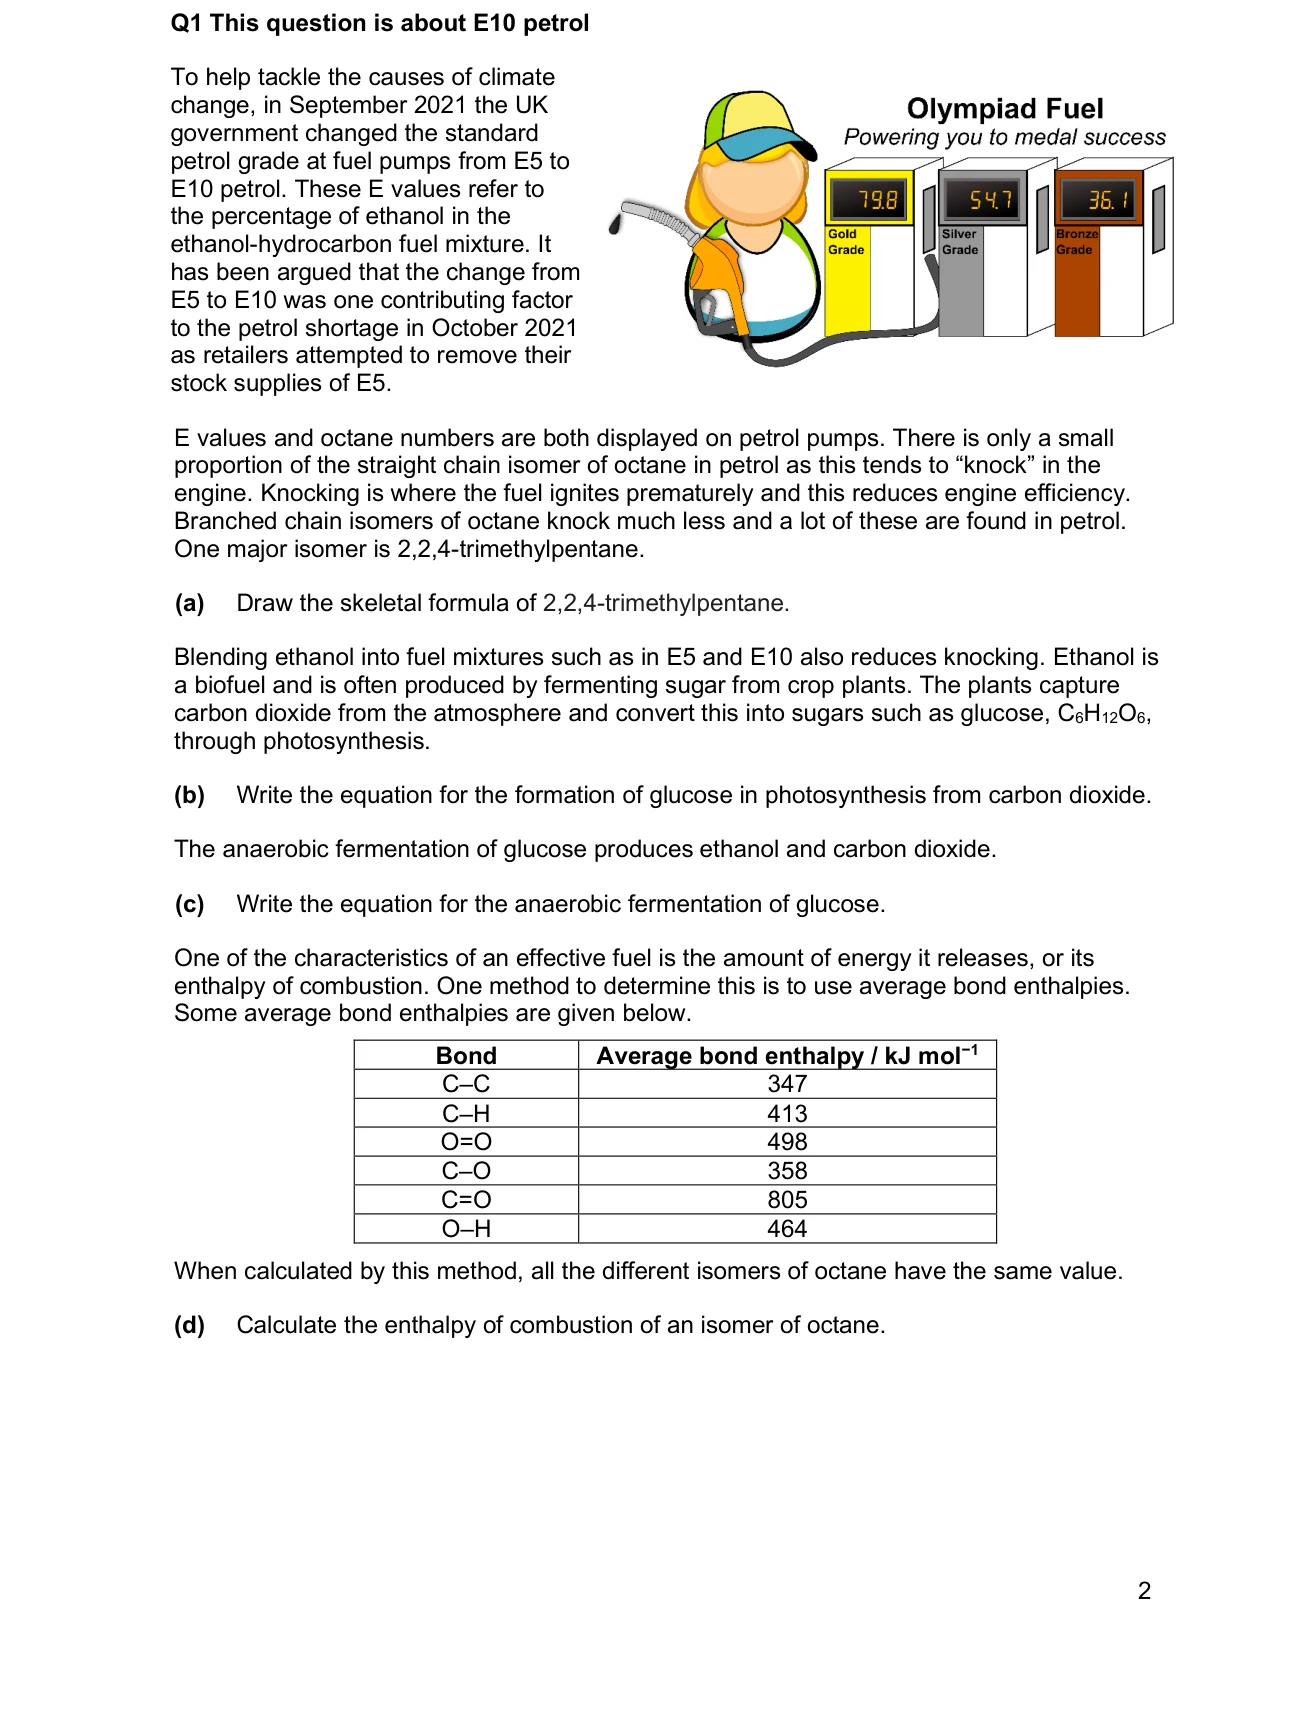 Q1 This question is about E10 petrol
To help tackle the causes of climate
change, in September 2021 the UK
government changed the standard
petrol grade at fuel pumps from E5 to
E10 petrol. These E values refer to
the percentage of ethanol in the
ethanol-hydrocarbon fuel mixture. It
has been argued that the change from
E5 to E10 was one contributing factor
to the petrol shortage in October 2021
as retailers attempted to remove their
stock supplies of E5.
Olympiad Fuel
Powering you to medal success
79.8 54.7 36.1
Gold Grade
Silver Grade
Bronze Grade
E values and octane numbers are both displayed on petrol pumps. There is only a small
proportion of the straight chain isomer of octane in petrol as this tends to “knock” in the
engine. Knocking is where the fuel ignites prematurely and this reduces engine efficiency.
Branched chain isomers of octane knock much less and a lot of these are found in petrol.
One major isomer is 2,2,4-trimethylpentane.
(a) Draw the skeletal formula of 2,2,4-trimethylpentane.
Blending ethanol into fuel mixtures such as in E5 and E10 also reduces knocking. Ethanol is
a biofuel and is often produced by fermenting sugar from crop plants. The plants capture
carbon dioxide from the atmosphere and convert this into sugars such as glucose, C₆H₁₂O₆,
through photosynthesis.
(b) Write the equation for the formation of glucose in photosynthesis from carbon dioxide.
The anaerobic fermentation of glucose produces ethanol and carbon dioxide.
(c) Write the equation for the anaerobic fermentation of glucose.
One of the characteristics of an effective fuel is the amount of energy it releases, or its
enthalpy of combustion. One method to determine this is to use average bond enthalpies.
Some average bond enthalpies are given below.
Bond Average bond enthalpy / kJ mol⁻¹
C–C 347
C–H 413
O=O 498
C–O 358
C=O 805
O–H 464
When calculated by this method, all the different isomers of octane have the same value.
(d) Calculate the enthalpy of combustion of an isomer of octane.
2